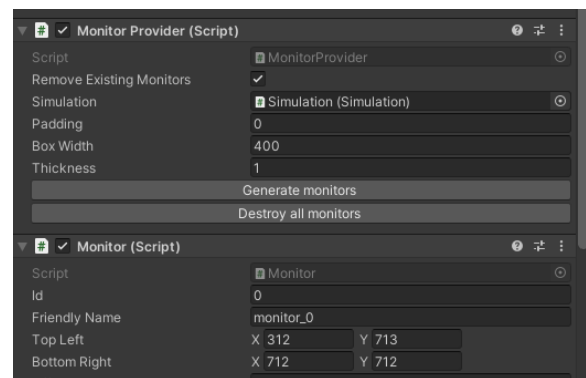 Monitor Provider (Script)
Script MonitorProvider
Remove Existing Monitors
Simulation Simulation (Simulation)
Padding 0
Box Width 400
Thickness 1
Generate monitors
Destroy all monitors
Monitor (Script)
Script Monitor
Id 0
Friendly Name monitor_0
Top Left X 312 Y 713
Bottom Right X 712 Y 712